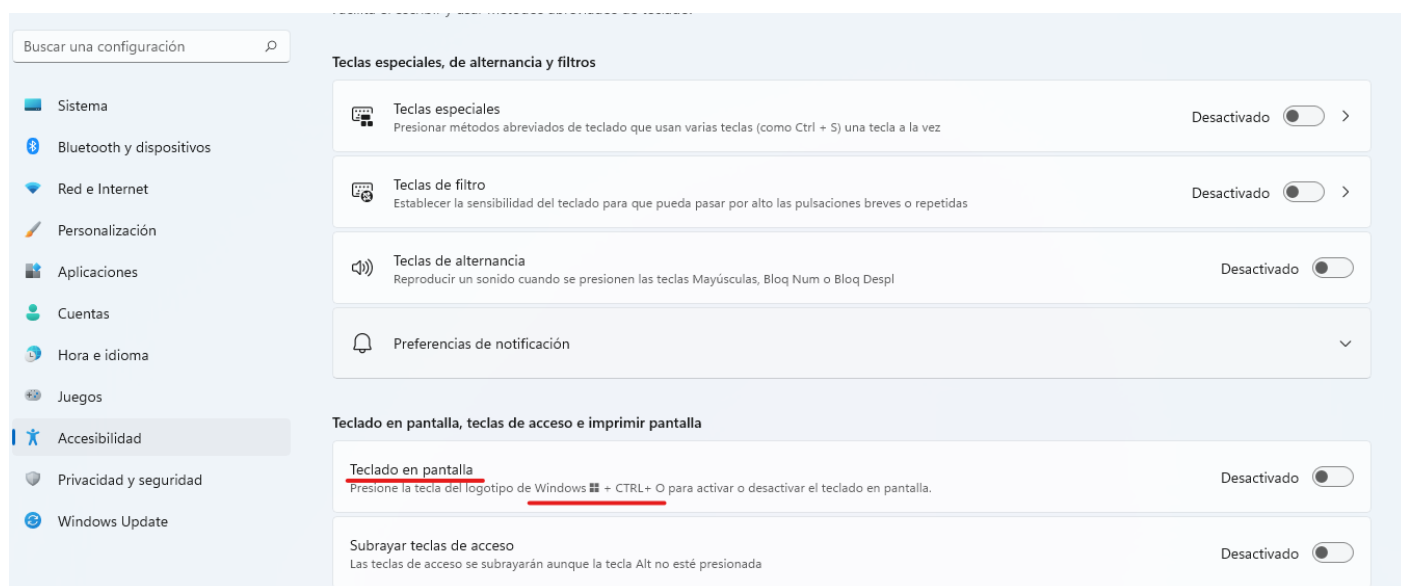 Buscar una configuración
Sistema
Bluetooth y dispositivos
Red e Internet
Personalización
Aplicaciones
Cuentas
Hora e idioma
Juegos
Accesibilidad
Privacidad y seguridad
Windows Update
Teclas especiales, de alternancia y filtros
Teclas especiales
Presionar métodos abreviados de teclado que usan varias teclas (como Ctrl + S) una tecla a la vez
Desactivado
Teclas de filtro
Establecer la sensibilidad del teclado para que pueda pasar por alto las pulsaciones breves o repetidas
Desactivado
Teclas de alternancia
Reproducir un sonido cuando se presionen las teclas Mayúsculas, Bloq Num o Bloq Despl
Desactivado
Preferencias de notificación
Teclado en pantalla, teclas de acceso e imprimir pantalla
Teclado en pantalla
Presione la tecla del logotipo de Windows + CTRL+ O para activar o desactivar el teclado en pantalla.
Desactivado
Subrayar teclas de acceso
Las teclas de acceso se subrayarán aunque la tecla Alt no esté presionada
Desactivado